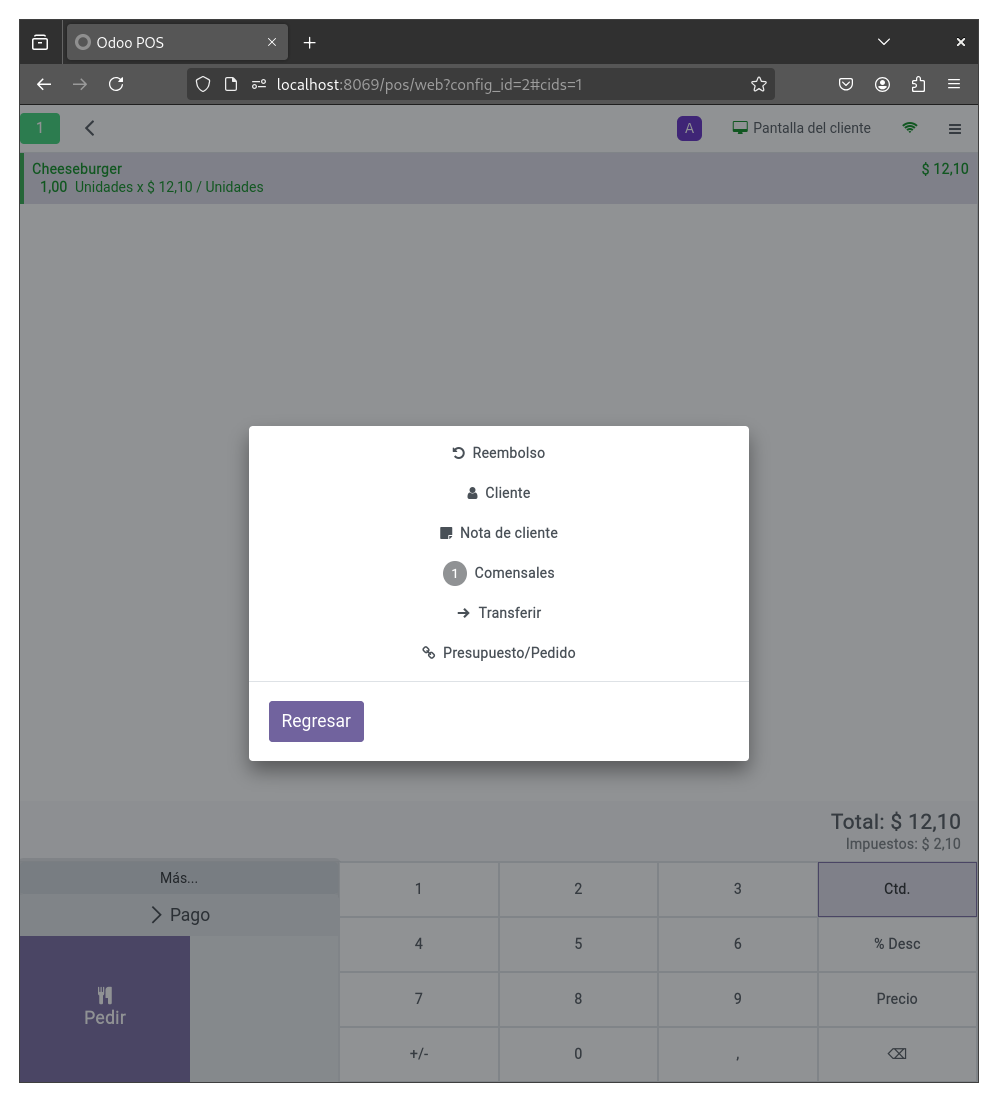 Odoo POS
localhost:8069/pos/web?config_id=2#cids=1
1
A
Pantalla del cliente
Cheeseburger
$ 12,10
1,00 Unidades x $ 12,10 / Unidades
Reembolso
Cliente
Nota de cliente
1 Comensales
Transferir
Presupuesto/Pedido
Regresar
Total: $ 12,10
Impuestos: $ 2,10
Más...
Pago
Pedir
1 2 3 Ctd.
4 5 6 % Desc
7 8 9 Precio
+/- 0 , ⌫